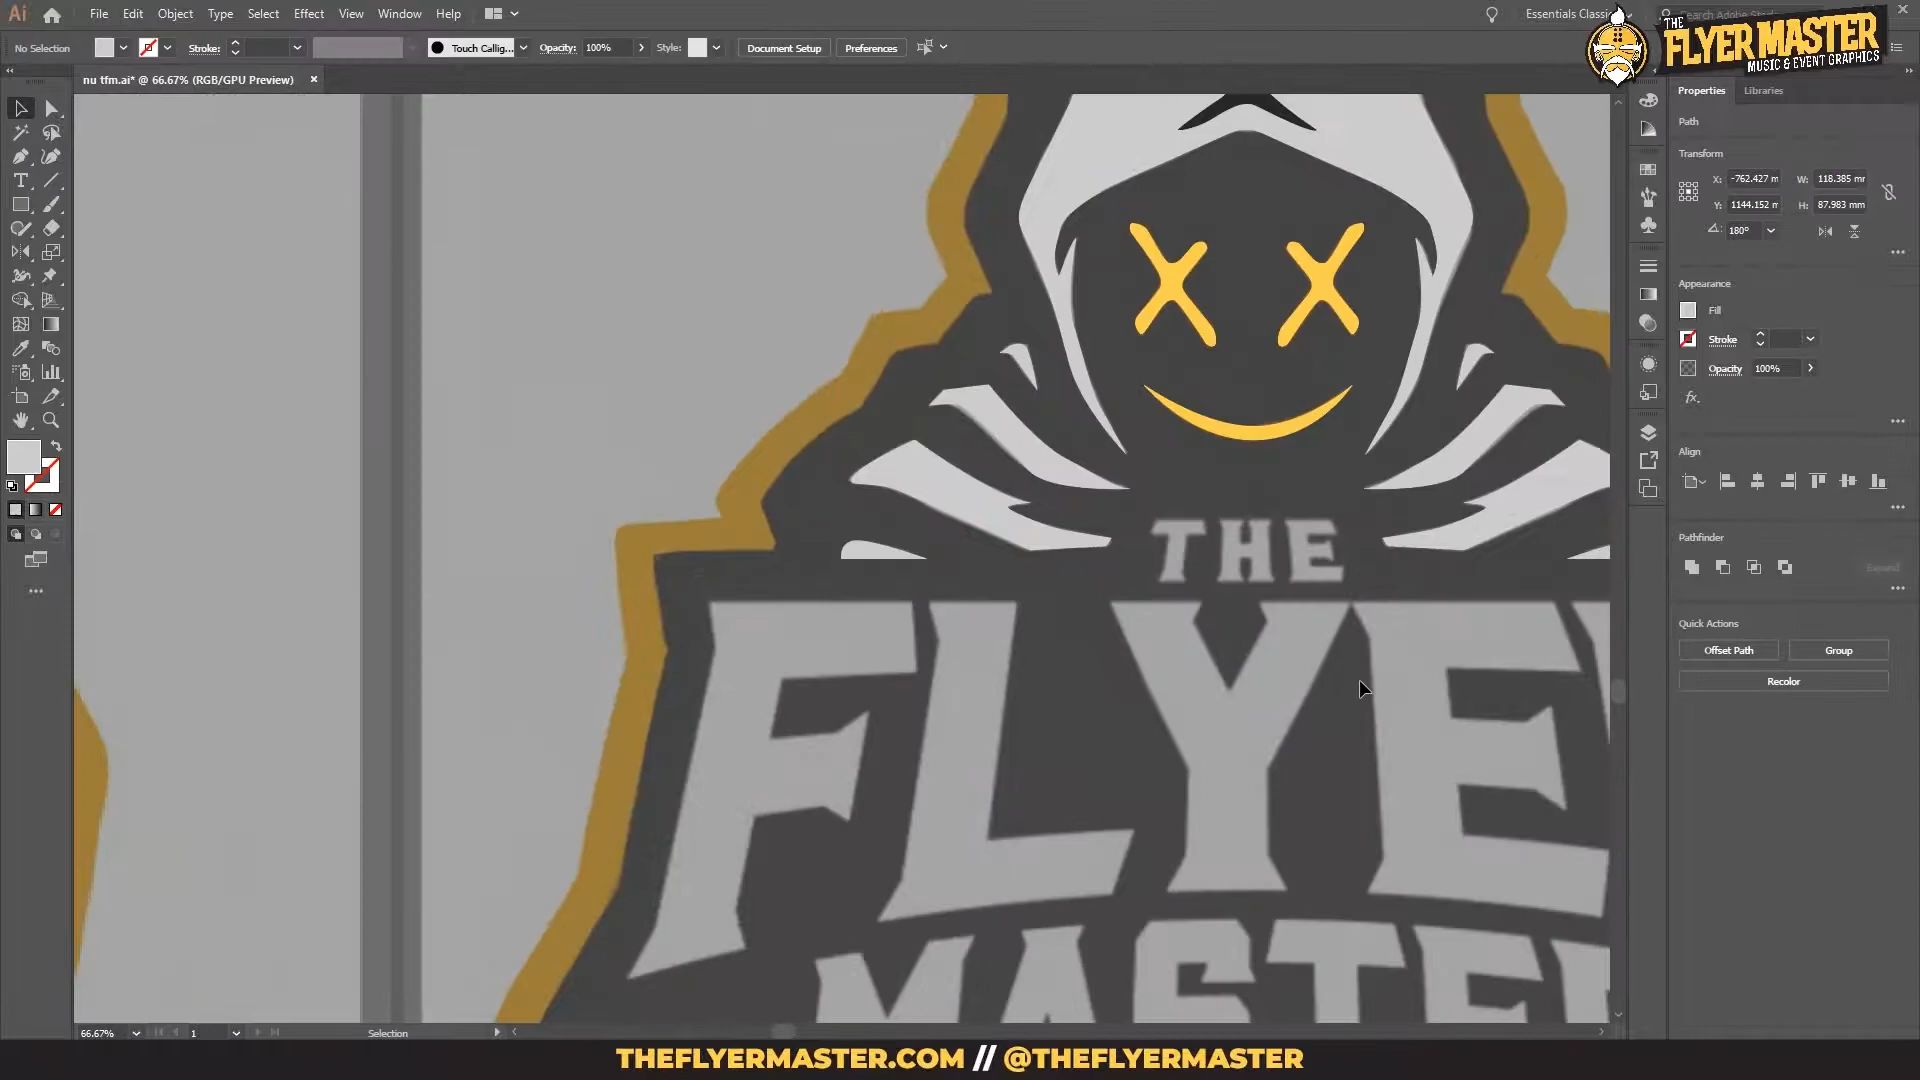 Ai File Edit Object Type Select Effect View Window Help
Essentials Classic
THE
FLYER MASTER
MUSIC & EVENT GRAPHICS
No Selection Stroke: Touch Callig... Opacity: 100% Style: Document Setup Preferences
nu tfm.ai* @ 66.67% (RGB/GPU Preview) ×
Properties Libraries
Path
Transform
X: -762.427 m W: 118.385 mr
Y: 1144.152 m H: 87.983 mm
180°
Appearance
Fill
Stroke
Opacity 100%
fx.
Align
Pathfinder
Expand
Quick Actions
Offset Path Group
Recolor
THE
FLYE
MASTE
66.67% 1 Selection
THEFLYERMASTER.COM // @THEFLYERMASTER